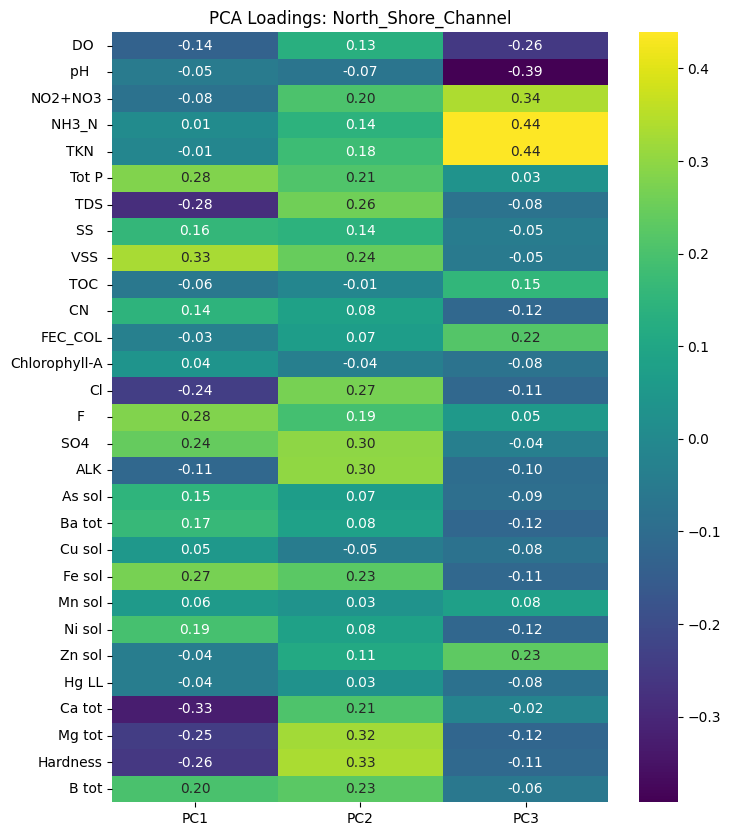 PCA Loadings: North_Shore_Channel
DO -0.14 0.13 -0.26
pH -0.05 -0.07 -0.39
NO2+NO3 -0.08 0.20 0.34
NH3_N 0.01 0.14 0.44
TKN -0.01 0.18 0.44
Tot P 0.28 0.21 0.03
TDS -0.28 0.26 -0.08
SS 0.16 0.14 -0.05
VSS 0.33 0.24 -0.05
TOC -0.06 -0.01 0.15
CN 0.14 0.08 -0.12
FEC_COL -0.03 0.07 0.22
Chlorophyll-A 0.04 -0.04 -0.08
Cl -0.24 0.27 -0.11
F 0.28 0.19 0.05
SO4 0.24 0.30 -0.04
ALK -0.11 0.30 -0.10
As sol 0.15 0.07 -0.09
Ba tot 0.17 0.08 -0.12
Cu sol 0.05 -0.05 -0.08
Fe sol 0.27 0.23 -0.11
Mn sol 0.06 0.03 0.08
Ni sol 0.19 0.08 -0.12
Zn sol -0.04 0.11 0.23
Hg LL -0.04 0.03 -0.08
Ca tot -0.33 0.21 -0.02
Mg tot -0.25 0.32 -0.12
Hardness -0.26 0.33 -0.11
B tot 0.20 0.23 -0.06
PC1 PC2 PC3
0.4
0.3
0.2
0.1
0.0
−0.1
−0.2
−0.3